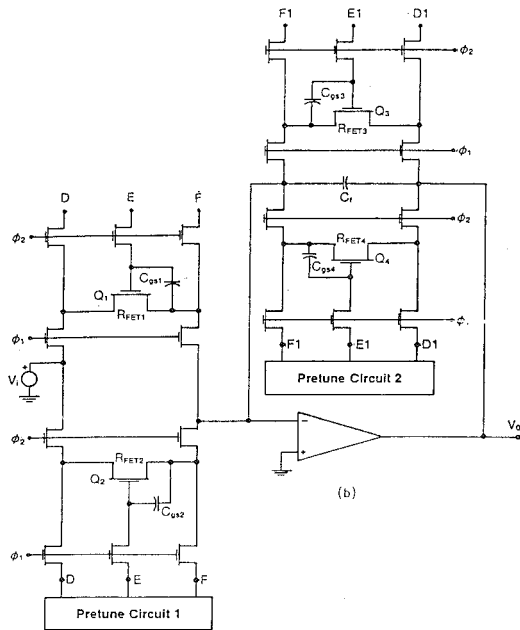 F1 E1 D1
ϕ2
Cgs3
Q3
RFET3
ϕ1
Cf
D E F
ϕ2
RFET4
ϕ2
Cgs4
Q4
Cgs1
Q1
RFET1
F1 E1 D1
ϕ1
Pretune Circuit 2
+
Vi
−
Vo
ϕ2
+
RFET2
(b)
Q2
Cgs2
ϕ1
D E F
Pretune Circuit 1